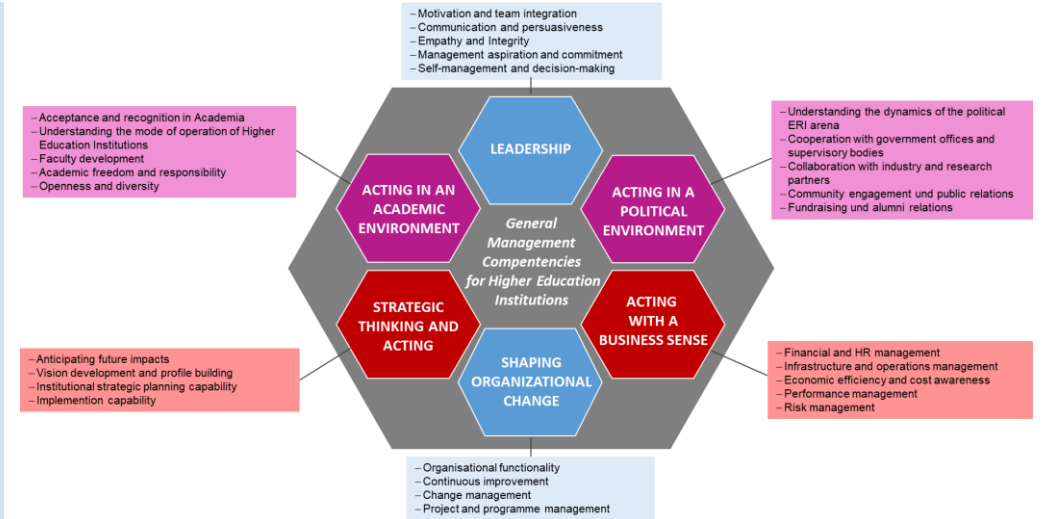 – Motivation and team integration
– Communication and persuasiveness
– Empathy and Integrity
– Management aspiration and commitment
– Self-management and decision-making
– Acceptance and recognition in Academia
– Understanding the mode of operation of Higher
Education Institutions
– Faculty development
– Academic freedom and responsibility
– Openness and diversity
LEADERSHIP
– Understanding the dynamics of the political
ERI arena
– Cooperation with government offices and
supervisory bodies
– Collaboration with industry and research
partners
– Community engagement und public relations
– Fundraising und alumni relations
ACTING IN AN
ACADEMIC
ENVIRONMENT
ACTING IN A
POLITICAL
ENVIRONMENT
General
Management
Competencies
for Higher Education
Institutions
STRATEGIC
THINKING AND
ACTING
ACTING
WITH A
BUSINESS SENSE
SHAPING
ORGANIZATIONAL
CHANGE
– Anticipating future impacts
– Vision development and profile building
– Institutional strategic planning capability
– Implemention capability
– Financial and HR management
– Infrastructure and operations management
– Economic efficiency and cost awareness
– Performance management
– Risk management
– Organisational functionality
– Continuous improvement
– Change management
– Project and programme management